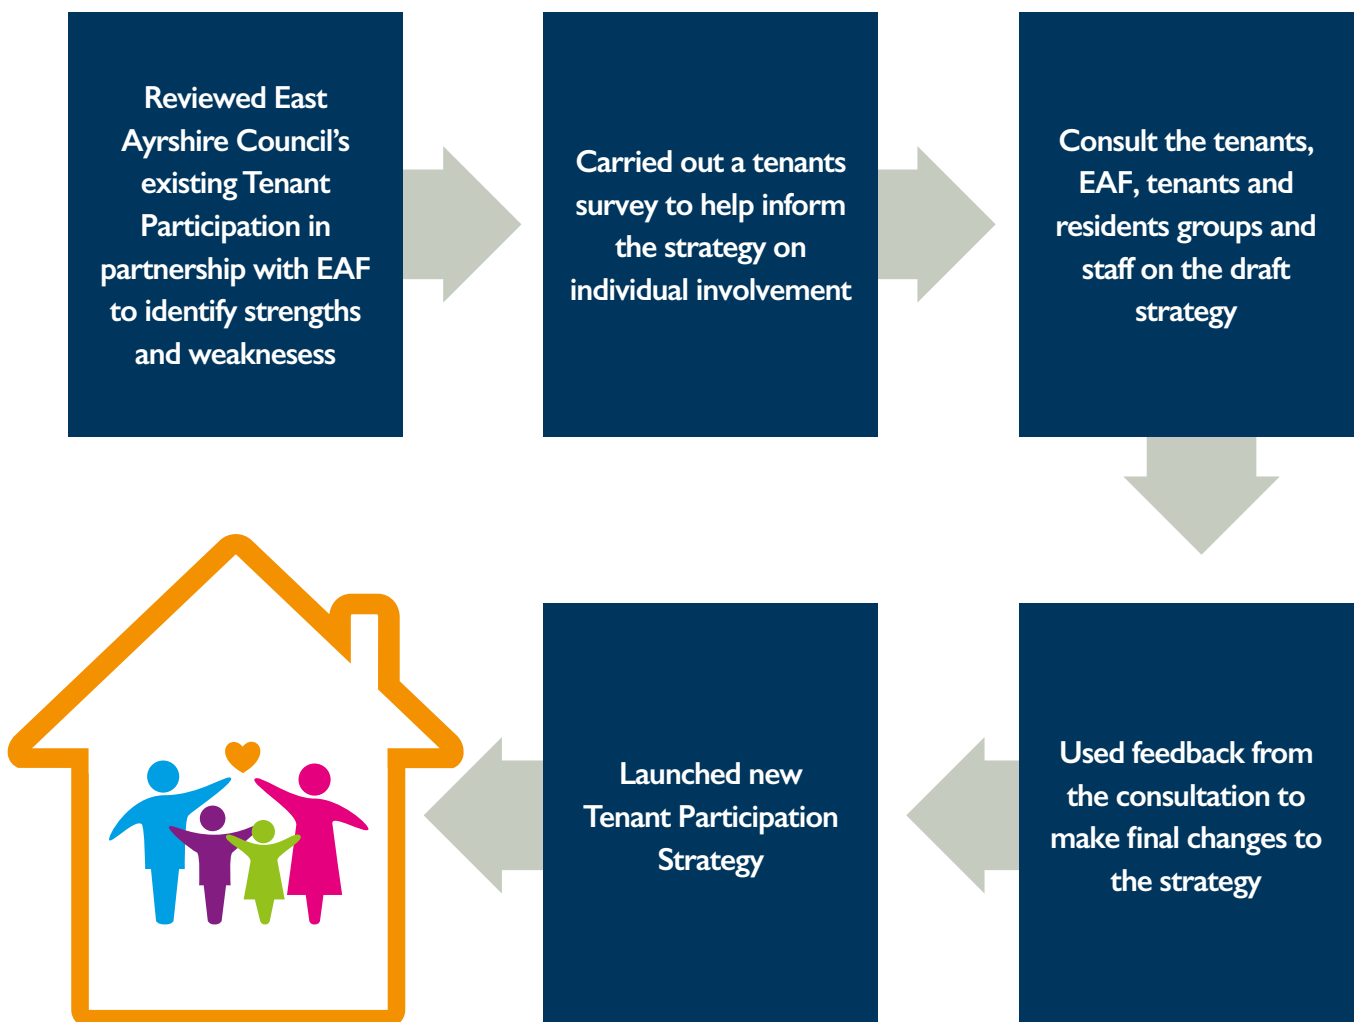 Reviewed East
Ayrshire Council’s
existing Tenant
Participation in
partnership with EAF
to identify strengths
and weaknesess
Carried out a tenants
survey to help inform
the strategy on
individual involvement
Consult the tenants,
EAF, tenants and
residents groups and
staff on the draft
strategy
Used feedback from
the consultation to
make final changes to
the strategy
Launched new
Tenant Participation
Strategy